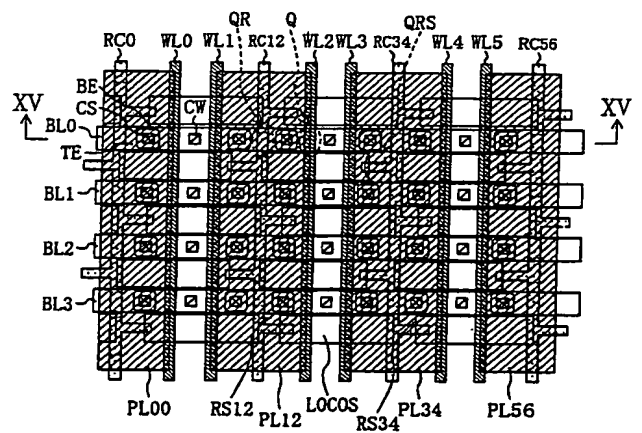 QR Q QRS
RC0 WL0 WL1 RC12 WL2 WL3 RC34 WL4 WL5 RC56
BE
XV CS CW XV
BL0
TE
BL1
BL2
BL3
PL00 RS12 PL12 LOCOS RS34 PL34 PL56